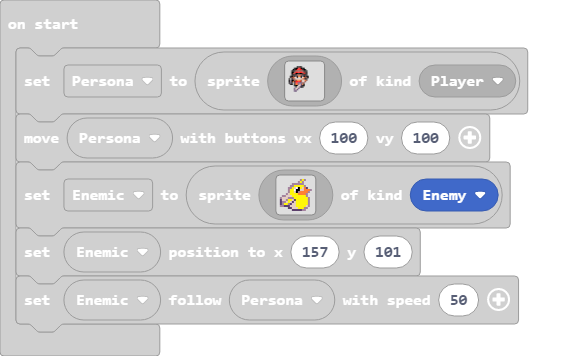 on start
set Persona to sprite of kind Player
move Persona with buttons vx 100 vy 100
set Enemic to sprite of kind Enemy
set Enemic position to x 157 y 101
set Enemic follow Persona with speed 50